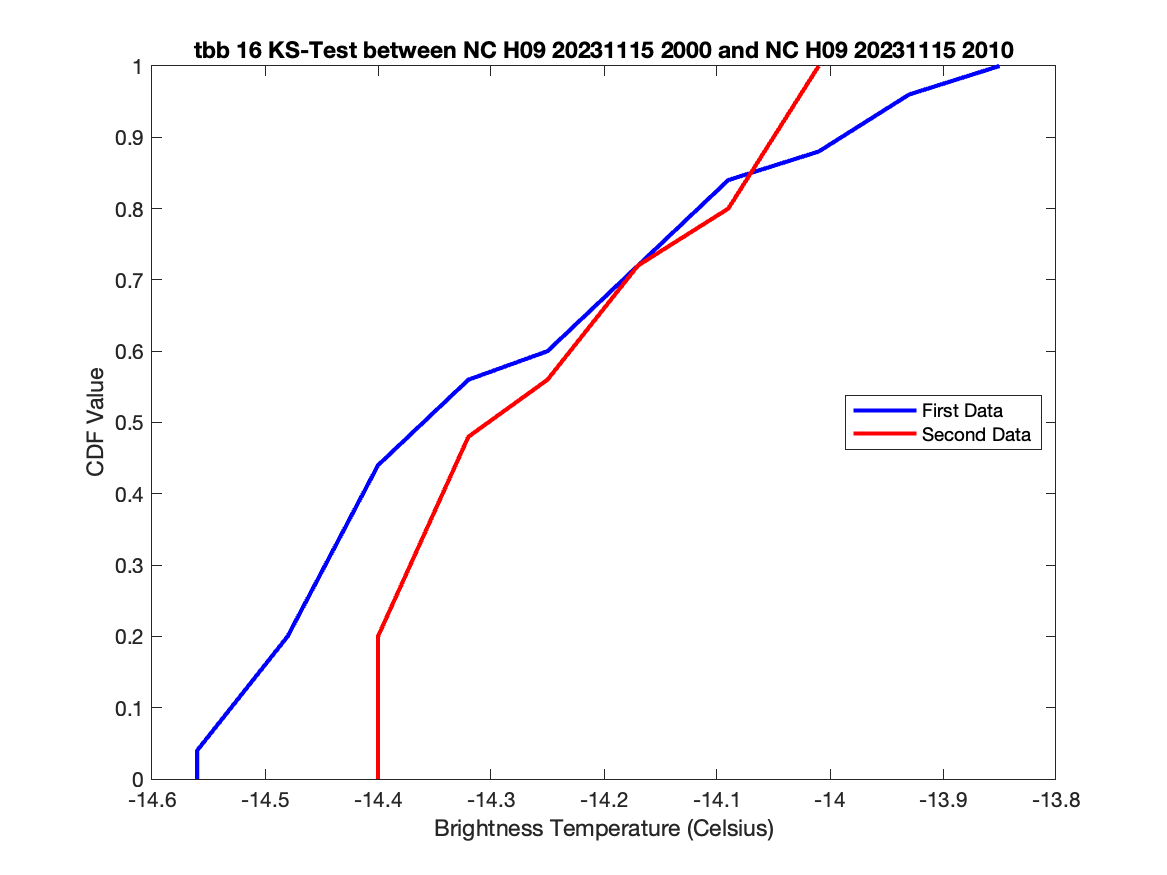 tbb 16 KS-Test between NC H09 20231115 2000 and NC H09 20231115 2010
1
0.9
0.8
0.7
0.6
0.5
0.4
0.3
0.2
0.1
0
CDF Value
First Data
Second Data
-14.6 -14.5 -14.4 -14.3 -14.2 -14.1 -14 -13.9 -13.8
Brightness Temperature (Celsius)